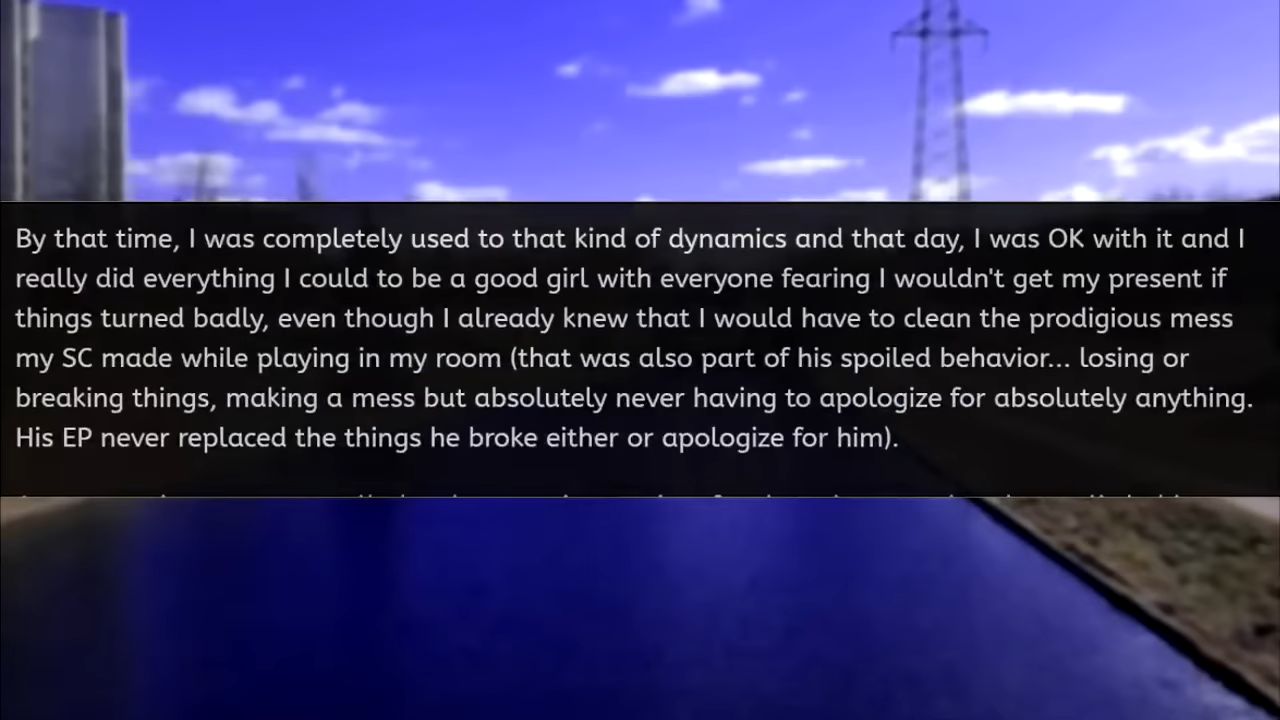 By that time, I was completely used to that kind of dynamics and that day, I was OK with it and I
really did everything I could to be a good girl with everyone fearing I wouldn't get my present if
things turned badly, even though I already knew that I would have to clean the prodigious mess
my SC made while playing in my room (that was also part of his spoiled behavior... losing or
breaking things, making a mess but absolutely never having to apologize for absolutely anything.
His EP never replaced the things he broke either or apologize for him).